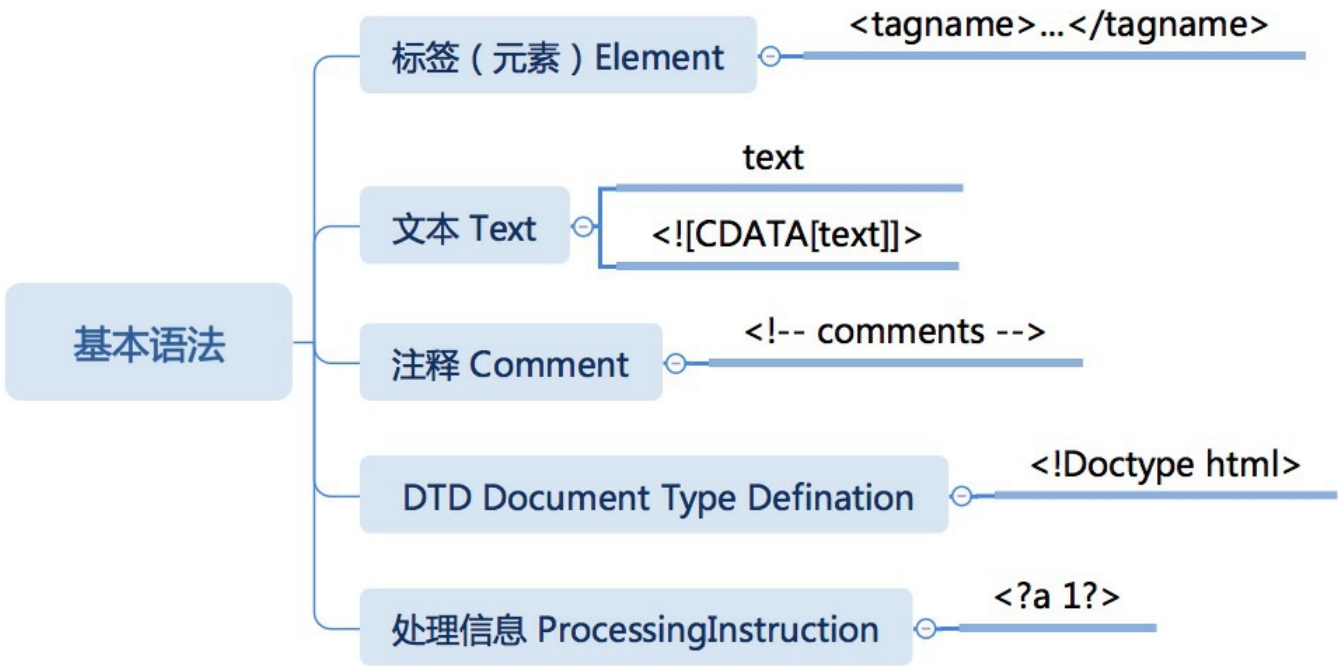 基本语法
标签（元素）Element
<tagname>...</tagname>
文本 Text
text
<![CDATA[text]]>
注释 Comment
<!-- comments -->
DTD Document Type Defination
<!Doctype html>
处理信息 ProcessingInstruction
<?a 1?>